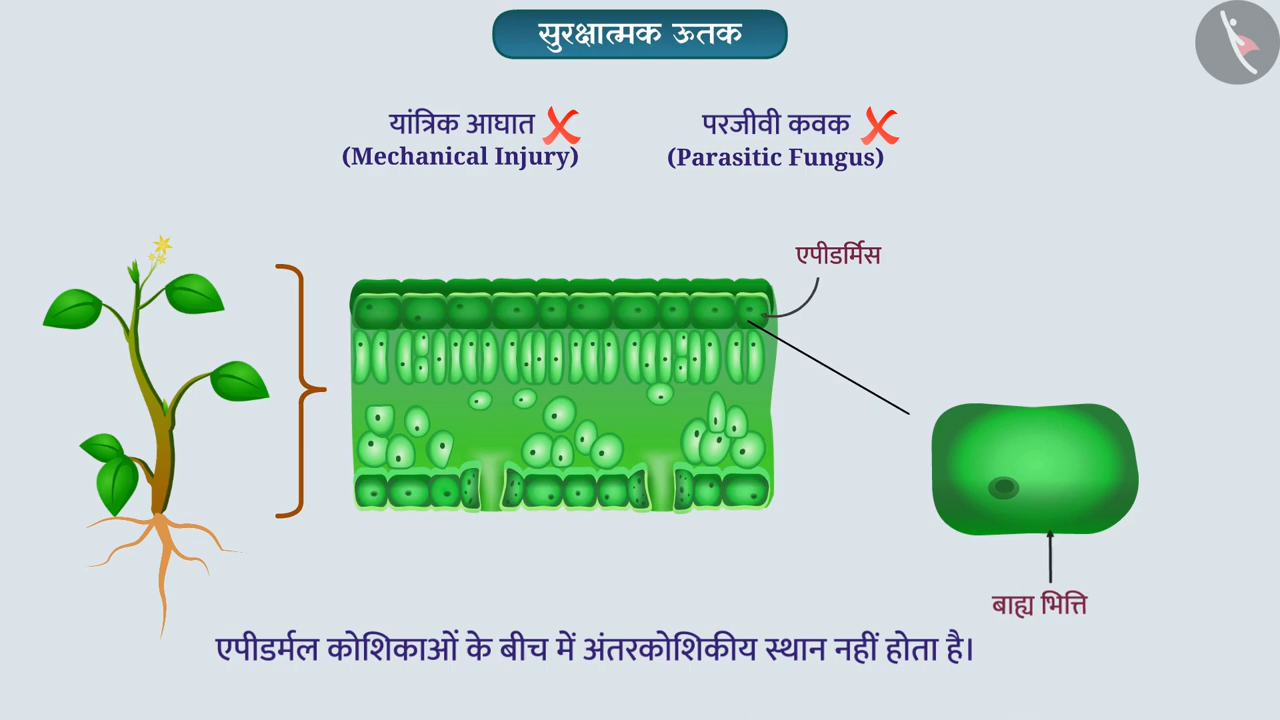 सुरक्षात्मक ऊतक
यांत्रिक आघात
(Mechanical Injury)
परजीवी कवक
(Parasitic Fungus)
एपीडर्मिस
बाह्य भित्ति
एपीडर्मल कोशिकाओं के बीच में अंतरकोशिकीय स्थान नहीं होता है।